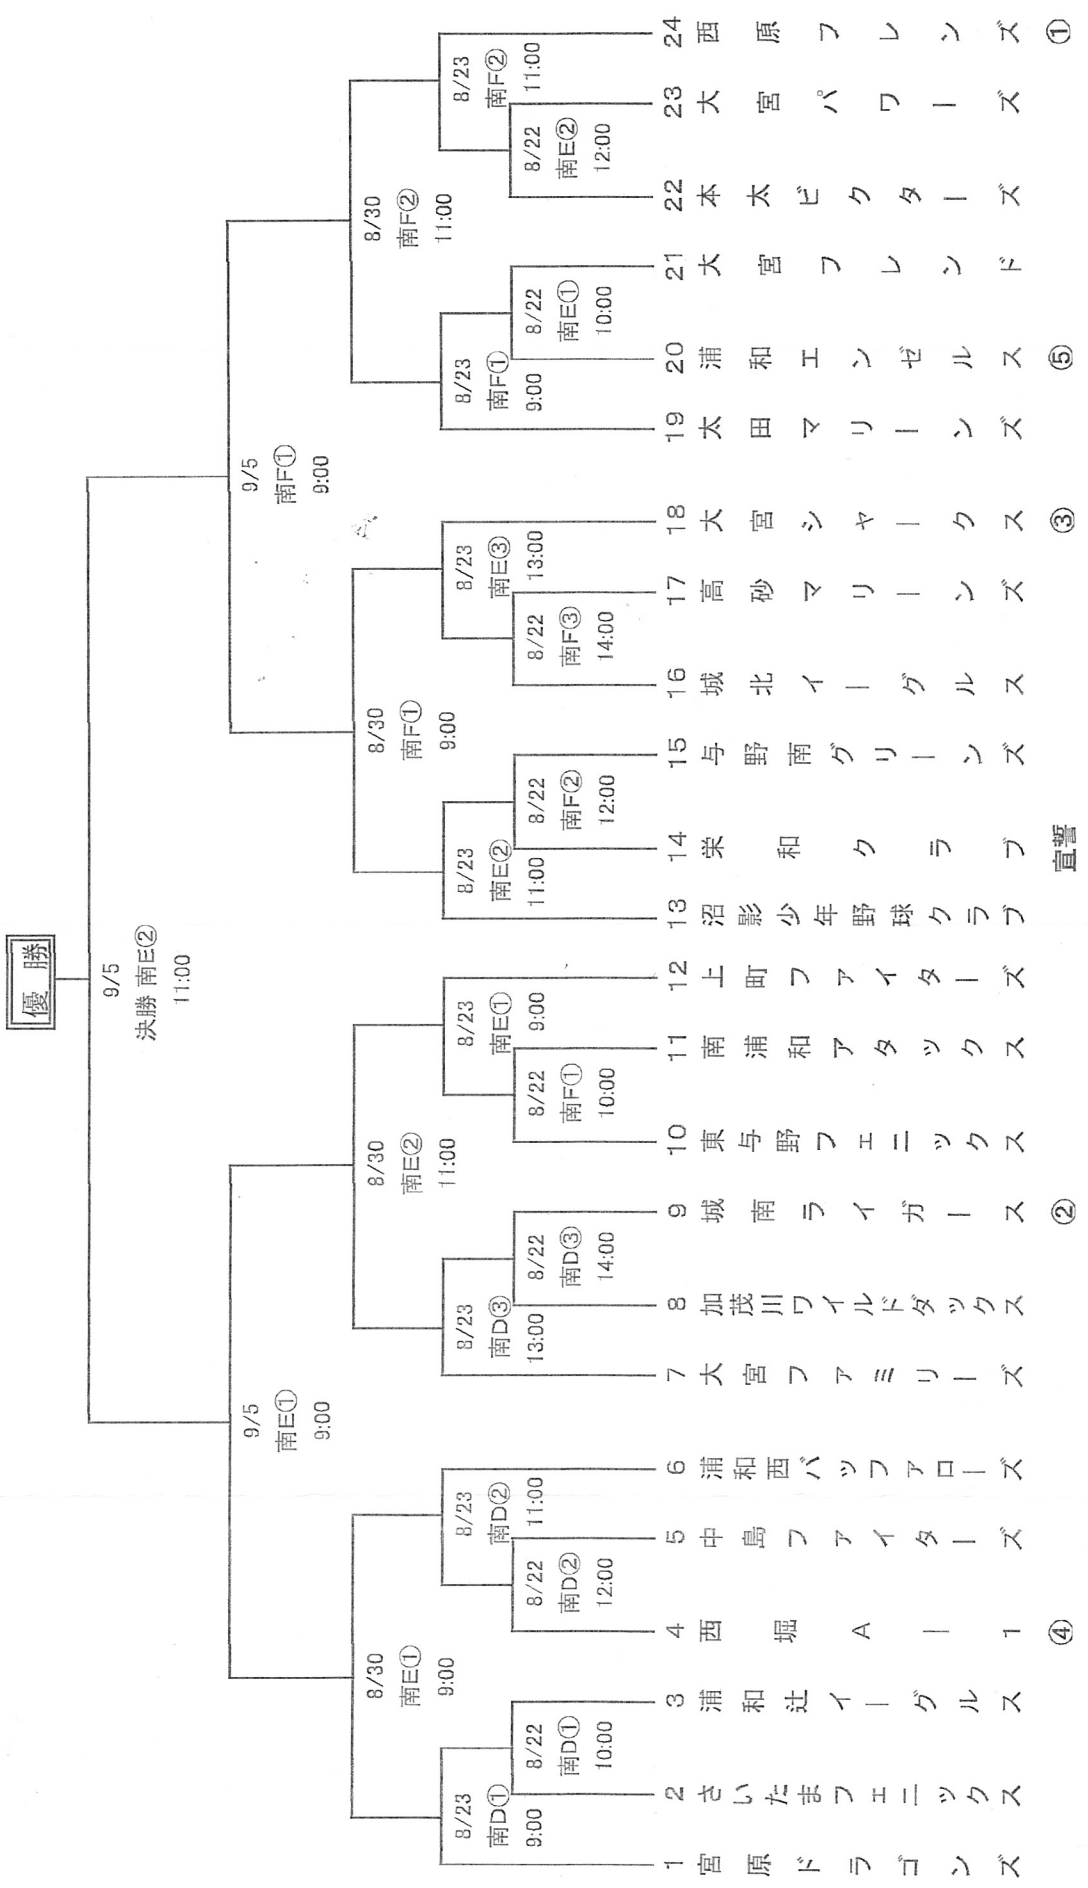 優 勝
9/5
決勝 南E②
11:00
9/5
南E①
9:00
9/5
南F①
9:00
8/30
南E①
9:00
8/30
南E②
11:00
8/30
南F①
9:00
8/30
南F②
11:00
8/23
南D①
9:00
8/23
南D②
11:00
8/23
南D③
13:00
8/23
南E①
9:00
8/23
南E②
11:00
8/23
南E③
13:00
8/23
南F①
9:00
8/23
南F②
11:00
8/22
南D①
10:00
8/22
南D②
12:00
8/22
南D③
14:00
8/22
南F①
10:00
8/22
南F②
12:00
8/22
南F③
14:00
8/22
南E①
10:00
8/22
南E②
12:00
1 宮原ドラゴンズ
2 さいたまフェニックス
3 浦和辻イーグルス
4 西堀A－1 ④
5 中島ファイターズ
6 浦和西バッファローズ
7 大宮ファミリーズ
8 加茂川ワイルドダックス
9 城南ライガース ②
10 東与野フェニックス
11 南浦和アタックス
12 上町ファイターズ
13 沼影少年野球クラブ
14 栄和クラブ 宣誓
15 与野南グリーンズ
16 城北イーグルス
17 高砂マリーンズ
18 大宮シャークス ③
19 太田マリーンズ
20 浦和エンゼルス ⑤
21 大宮フレンド
22 本太ビクターズ
23 大宮パワーズ
24 西原フレンズ ①